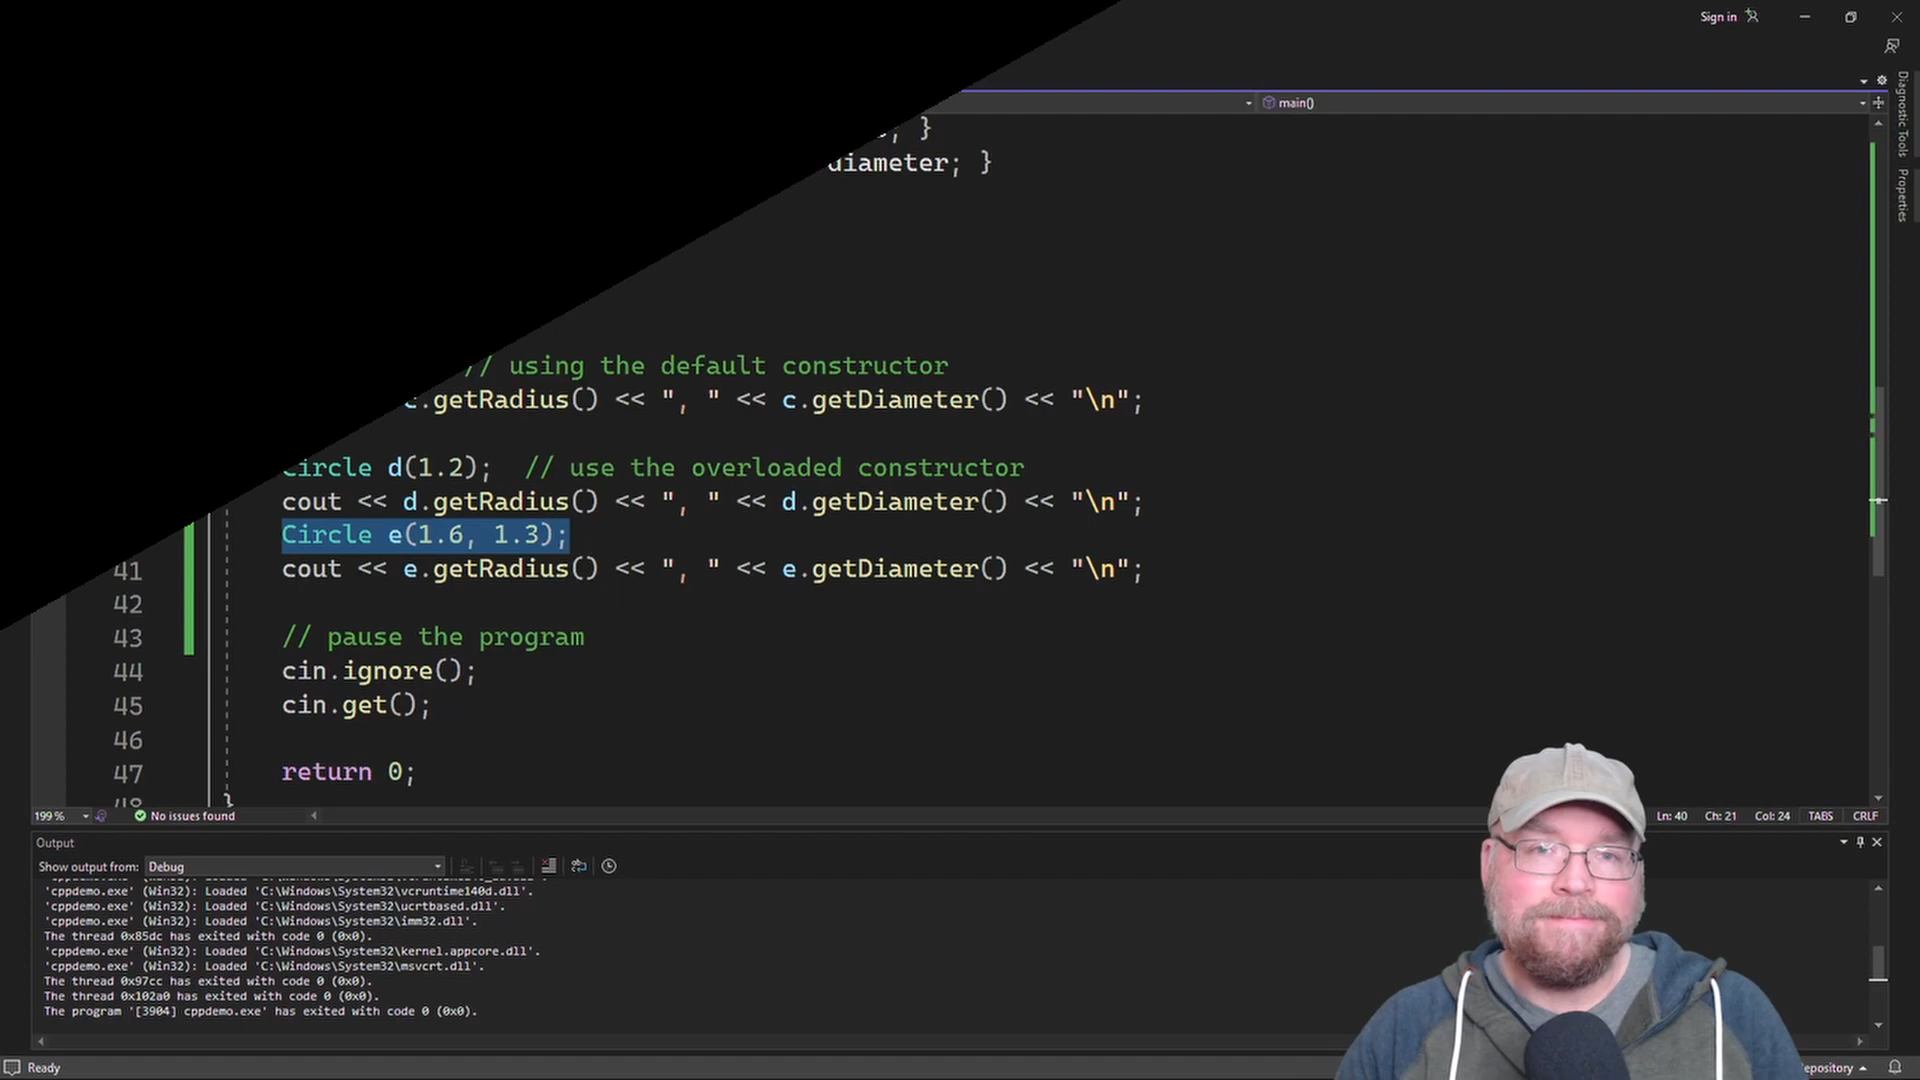 Sign in
main()
Diagnostic Tools
Properties
; }
diameter; }
// using the default constructor
.getRadius() << ", " << c.getDiameter() << "\n";
Circle d(1.2); // use the overloaded constructor
cout << d.getRadius() << ", " << d.getDiameter() << "\n";
Circle e(1.6, 1.3);
41 cout << e.getRadius() << ", " << e.getDiameter() << "\n";
42
43 // pause the program
44 cin.ignore();
45 cin.get();
46
47 return 0;
48 }
199 % No issues found Ln: 40 Ch: 21 Col: 24 TABS CRLF
Output
Show output from: Debug
'cppdemo.exe' (Win32): Loaded 'C:\Windows\System32\vcruntime140d.dll'.
'cppdemo.exe' (Win32): Loaded 'C:\Windows\System32\ucrtbased.dll'.
'cppdemo.exe' (Win32): Loaded 'C:\Windows\System32\imm32.dll'.
The thread 0x85dc has exited with code 0 (0x0).
'cppdemo.exe' (Win32): Loaded 'C:\Windows\System32\kernel.appcore.dll'.
'cppdemo.exe' (Win32): Loaded 'C:\Windows\System32\msvcrt.dll'.
The thread 0x97cc has exited with code 0 (0x0).
The thread 0x102a0 has exited with code 0 (0x0).
The program '[3904] cppdemo.exe' has exited with code 0 (0x0).
Ready
epository